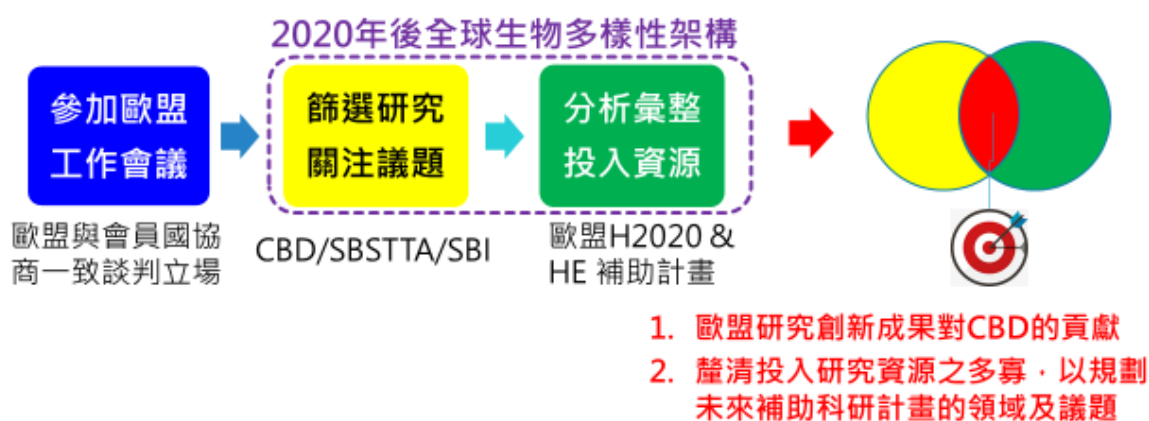 2020年後全球生物多樣性架構
參加歐盟
工作會議
篩選研究
關注議題
分析彙整
投入資源
歐盟與會員國協
商一致談判立場
CBD/SBSTTA/SBI
歐盟H2020 &
HE 補助計畫
1. 歐盟研究創新成果對CBD的貢獻
2. 釐清投入研究資源之多寡，以規劃
未來補助科研計畫的領域及議題